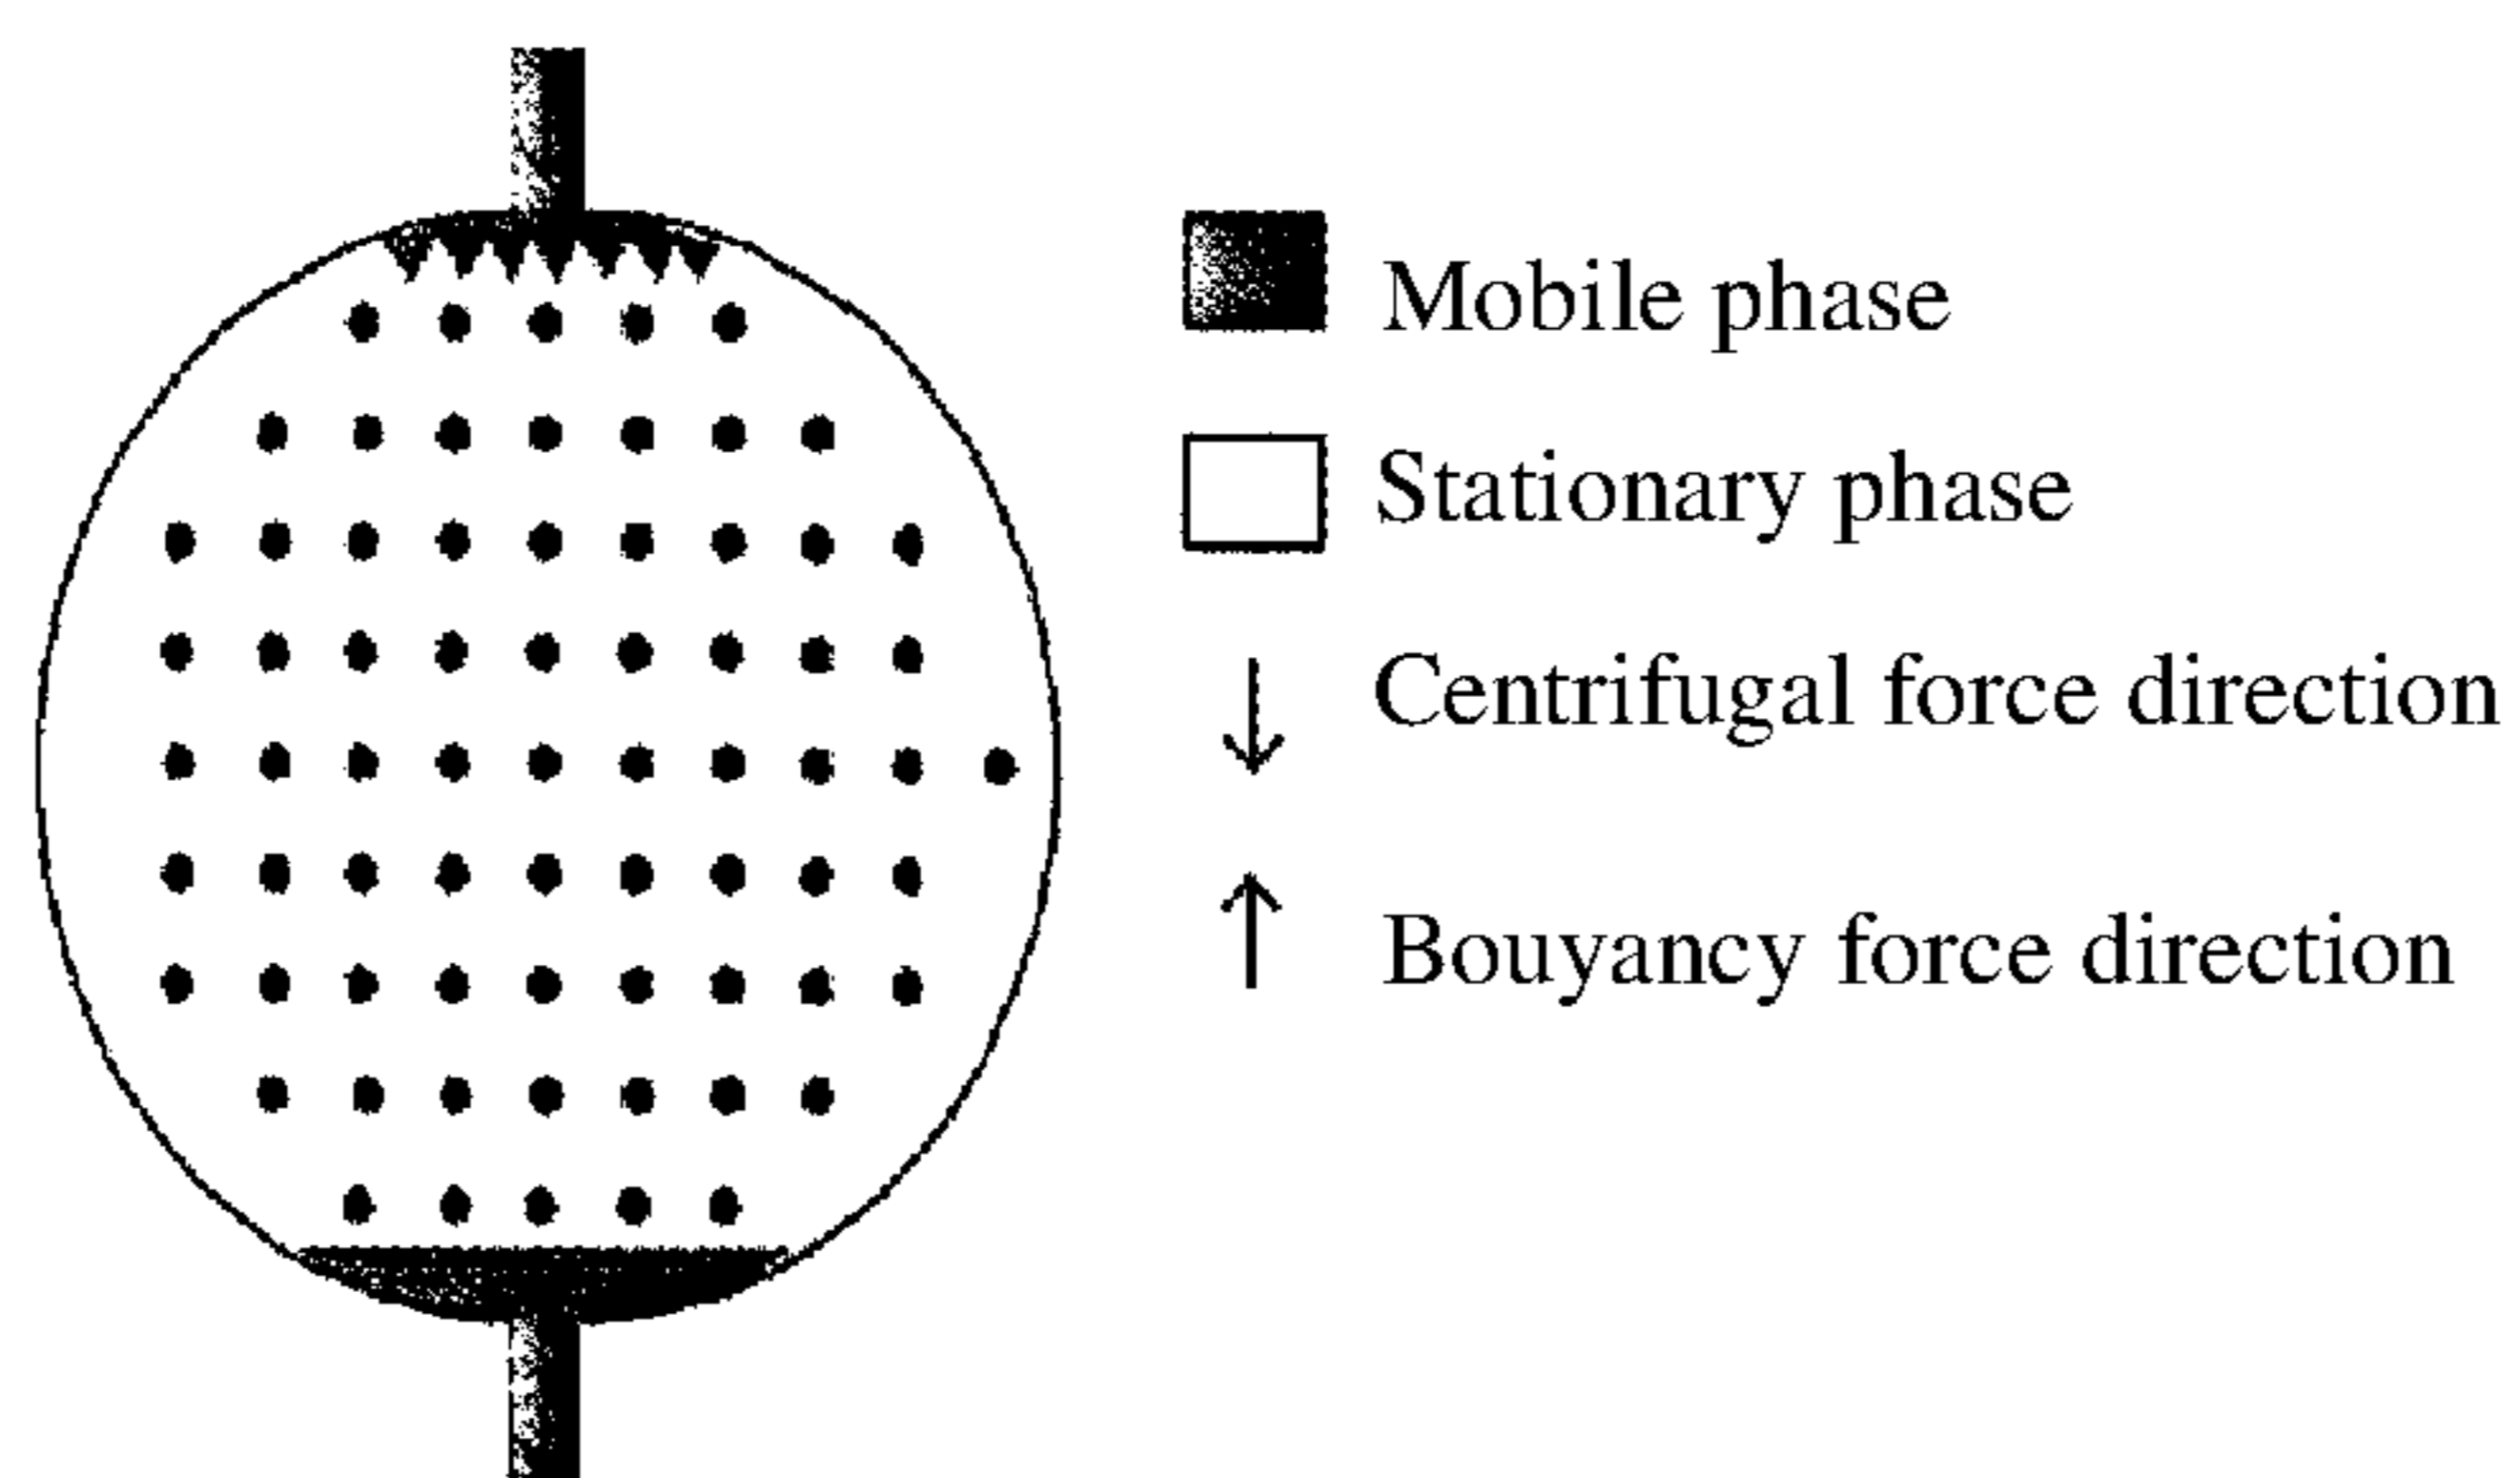 Mobile phase
Stationary phase
Centrifugal force direction
Bouyancy force direction